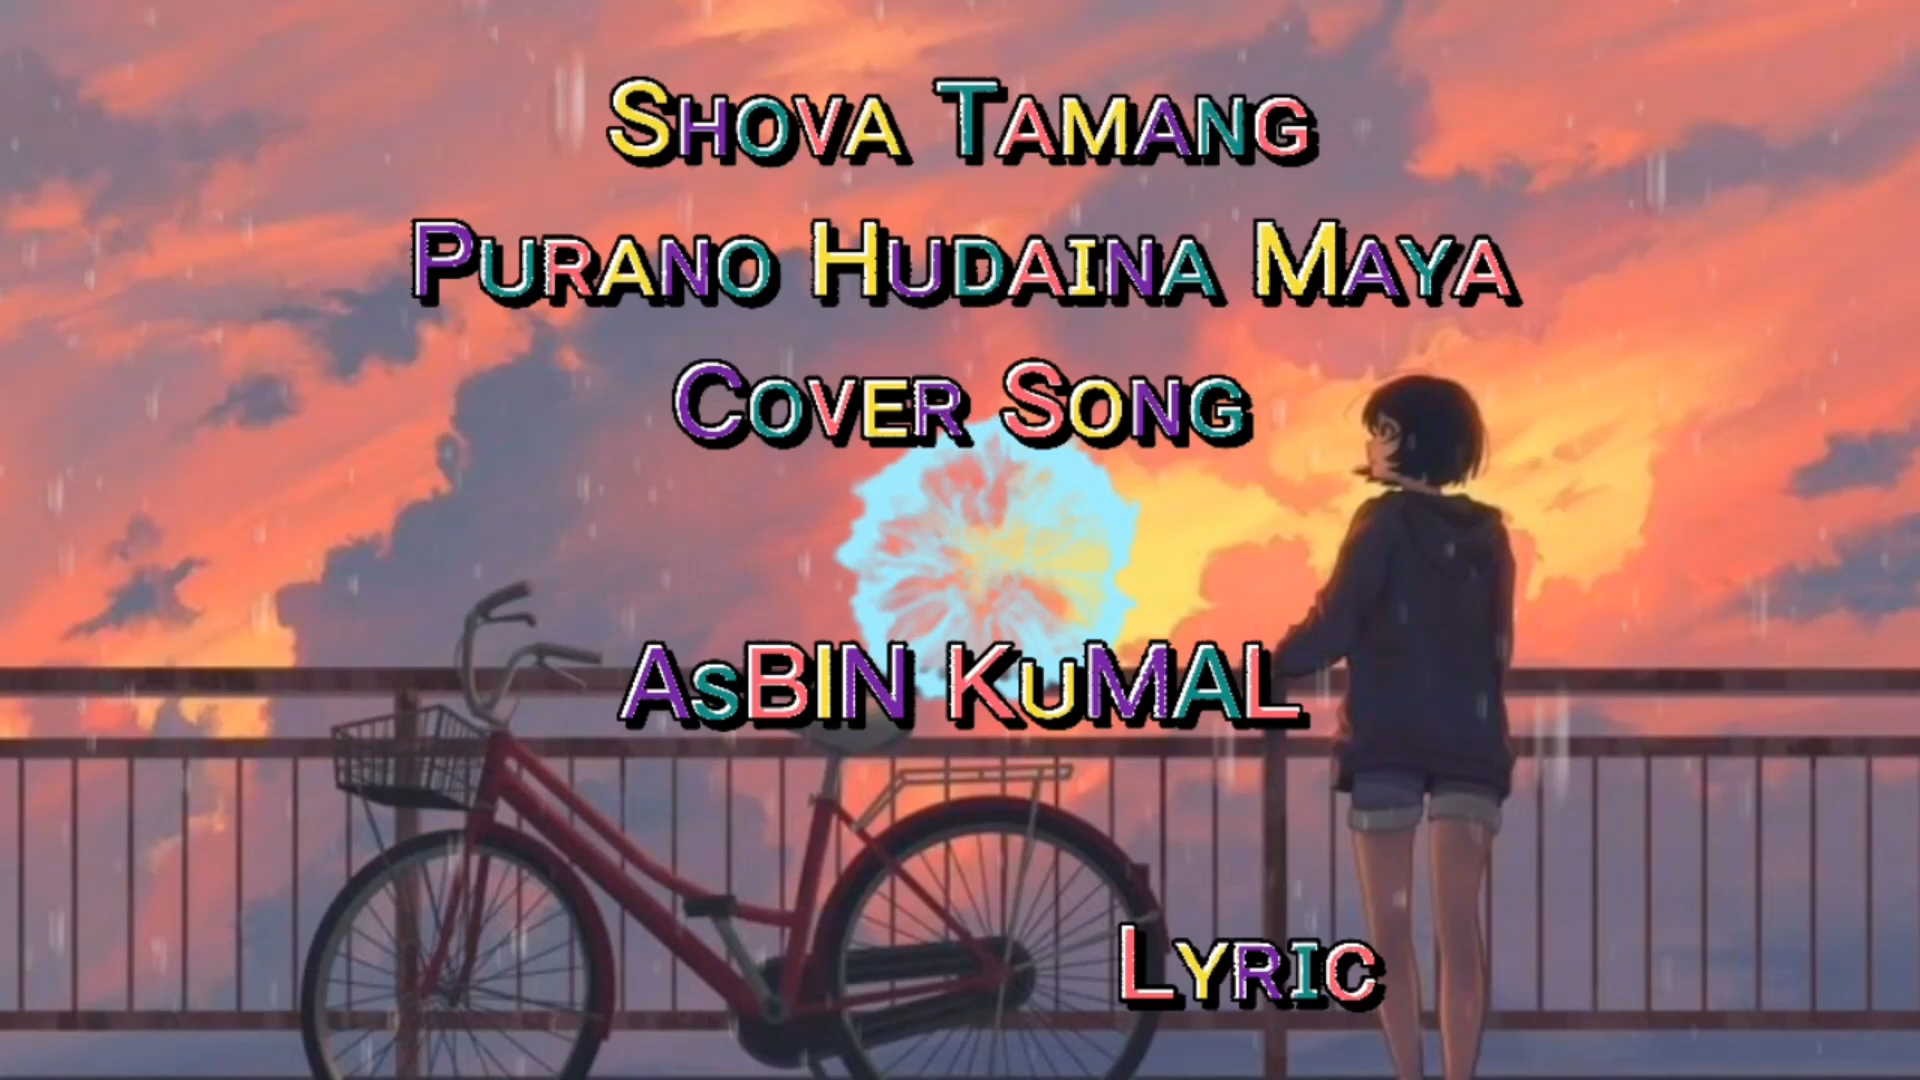 Shova Tamang
Purano Hudaina Maya
Cover Song
AsBIN KuMAL
Lyric